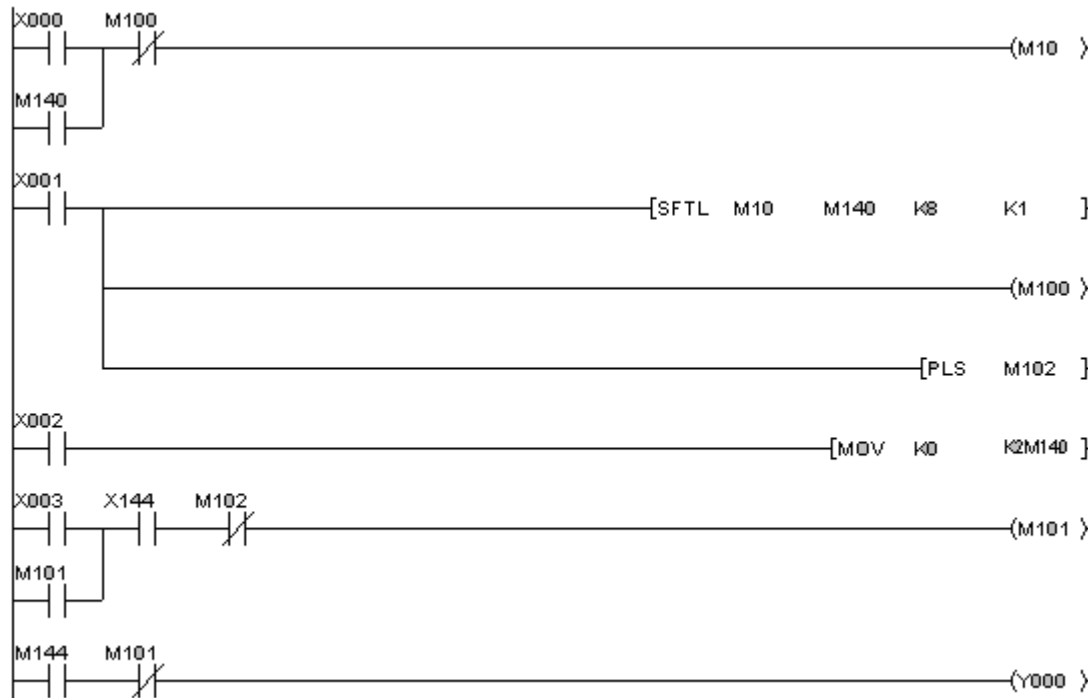 X000 M100
(M10 )
M140
X001
[SFTL M10 M140 K8 K1 ]
(M100 )
[PLS M102 ]
X002
[MOV K0 K2M140 ]
X003 X144 M102
(M101 )
M101
M144 M101
(Y000 )